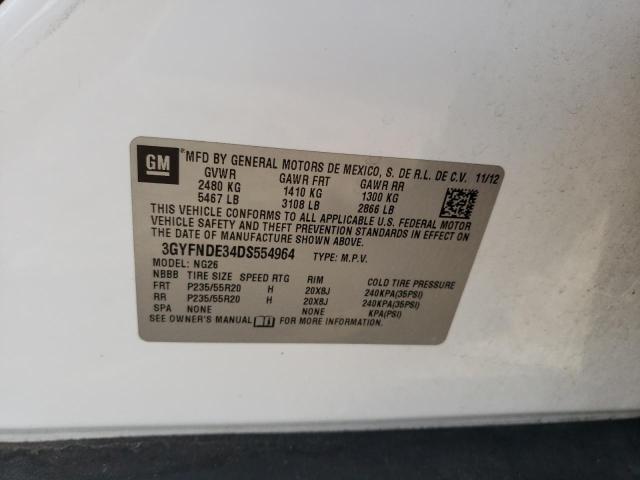 GM
MFD BY GENERAL MOTORS DE MEXICO, S. DE R.L. DE C.V. 11/12
GVWR GAWR FRT GAWR RR
2480 KG 1410 KG 1300 KG
5467 LB 3108 LB 2866 LB
THIS VEHICLE CONFORMS TO ALL APPLICABLE U.S. FEDERAL MOTOR
VEHICLE SAFETY AND THEFT PREVENTION STANDARDS IN EFFECT ON
THE DATE OF MANUFACTURE SHOWN ABOVE.
3GYFNDE34DS554964 TYPE: M.P.V.
MODEL: NG26
NBBB TIRE SIZE SPEED RTG RIM COLD TIRE PRESSURE
FRT P235/55R20 H 20X8J 240KPA(35PSI)
RR P235/55R20 H 20X8J 240KPA(35PSI)
SPA NONE NONE KPA(PSI)
SEE OWNER'S MANUAL FOR MORE INFORMATION.